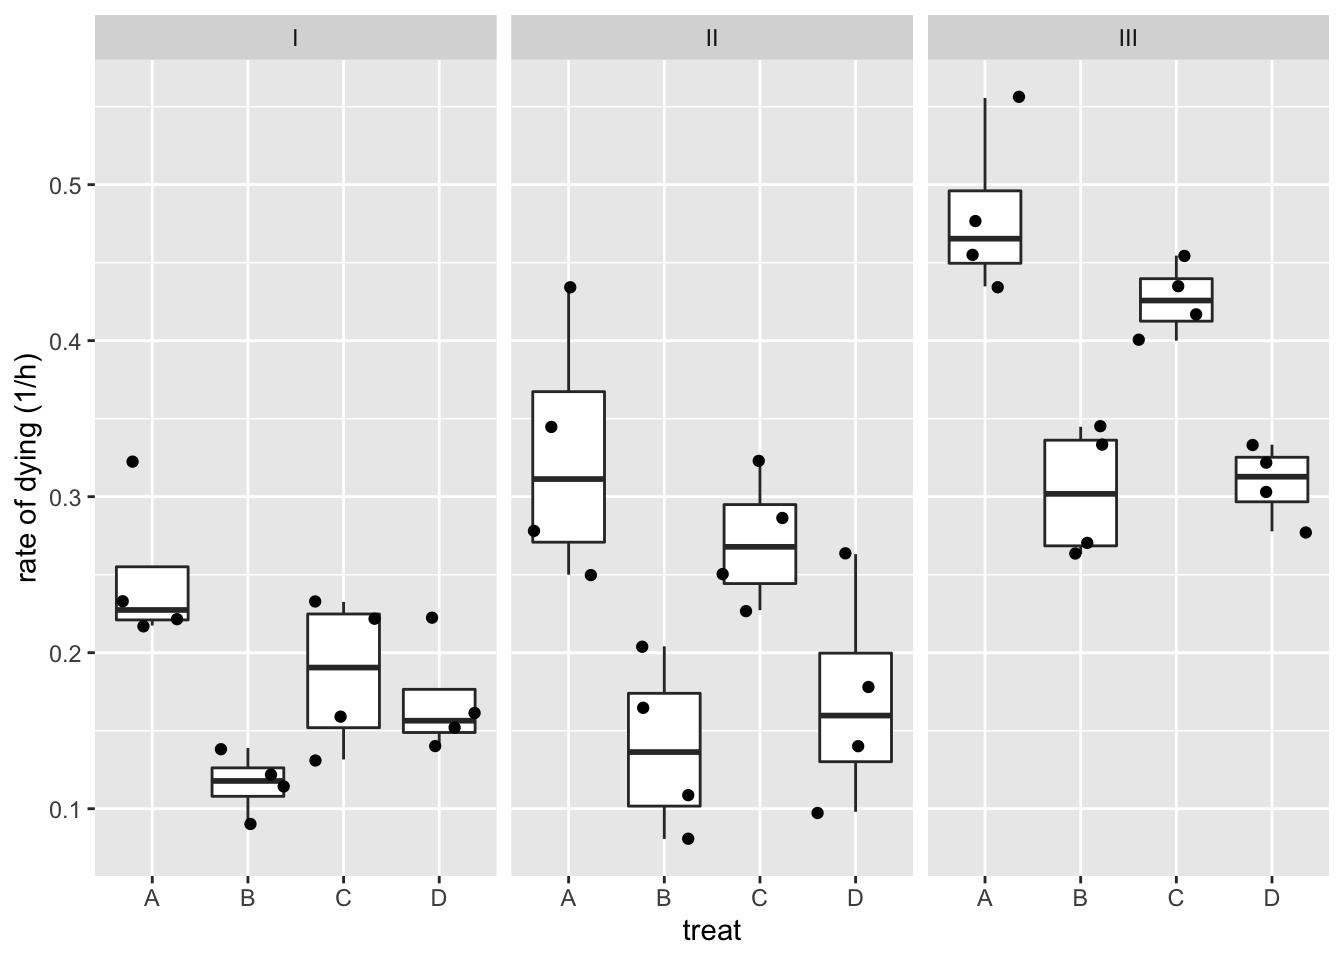 I
II
III
rate of dying (1/h)
0.5
0.4
0.3
0.2
0.1
A B C D
A B C D
A B C D
treat